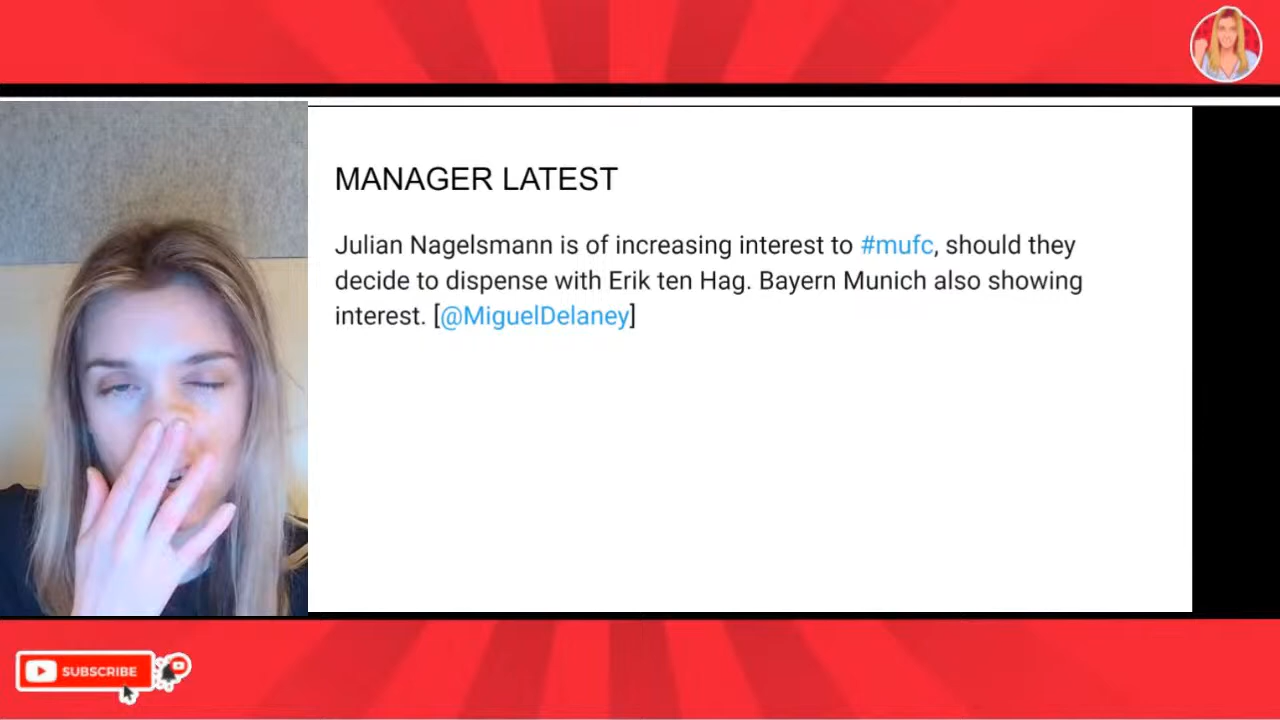 MANAGER LATEST
Julian Nagelsmann is of increasing interest to #mufc, should they
decide to dispense with Erik ten Hag. Bayern Munich also showing
interest. [@MiguelDelaney]
SUBSCRIBE